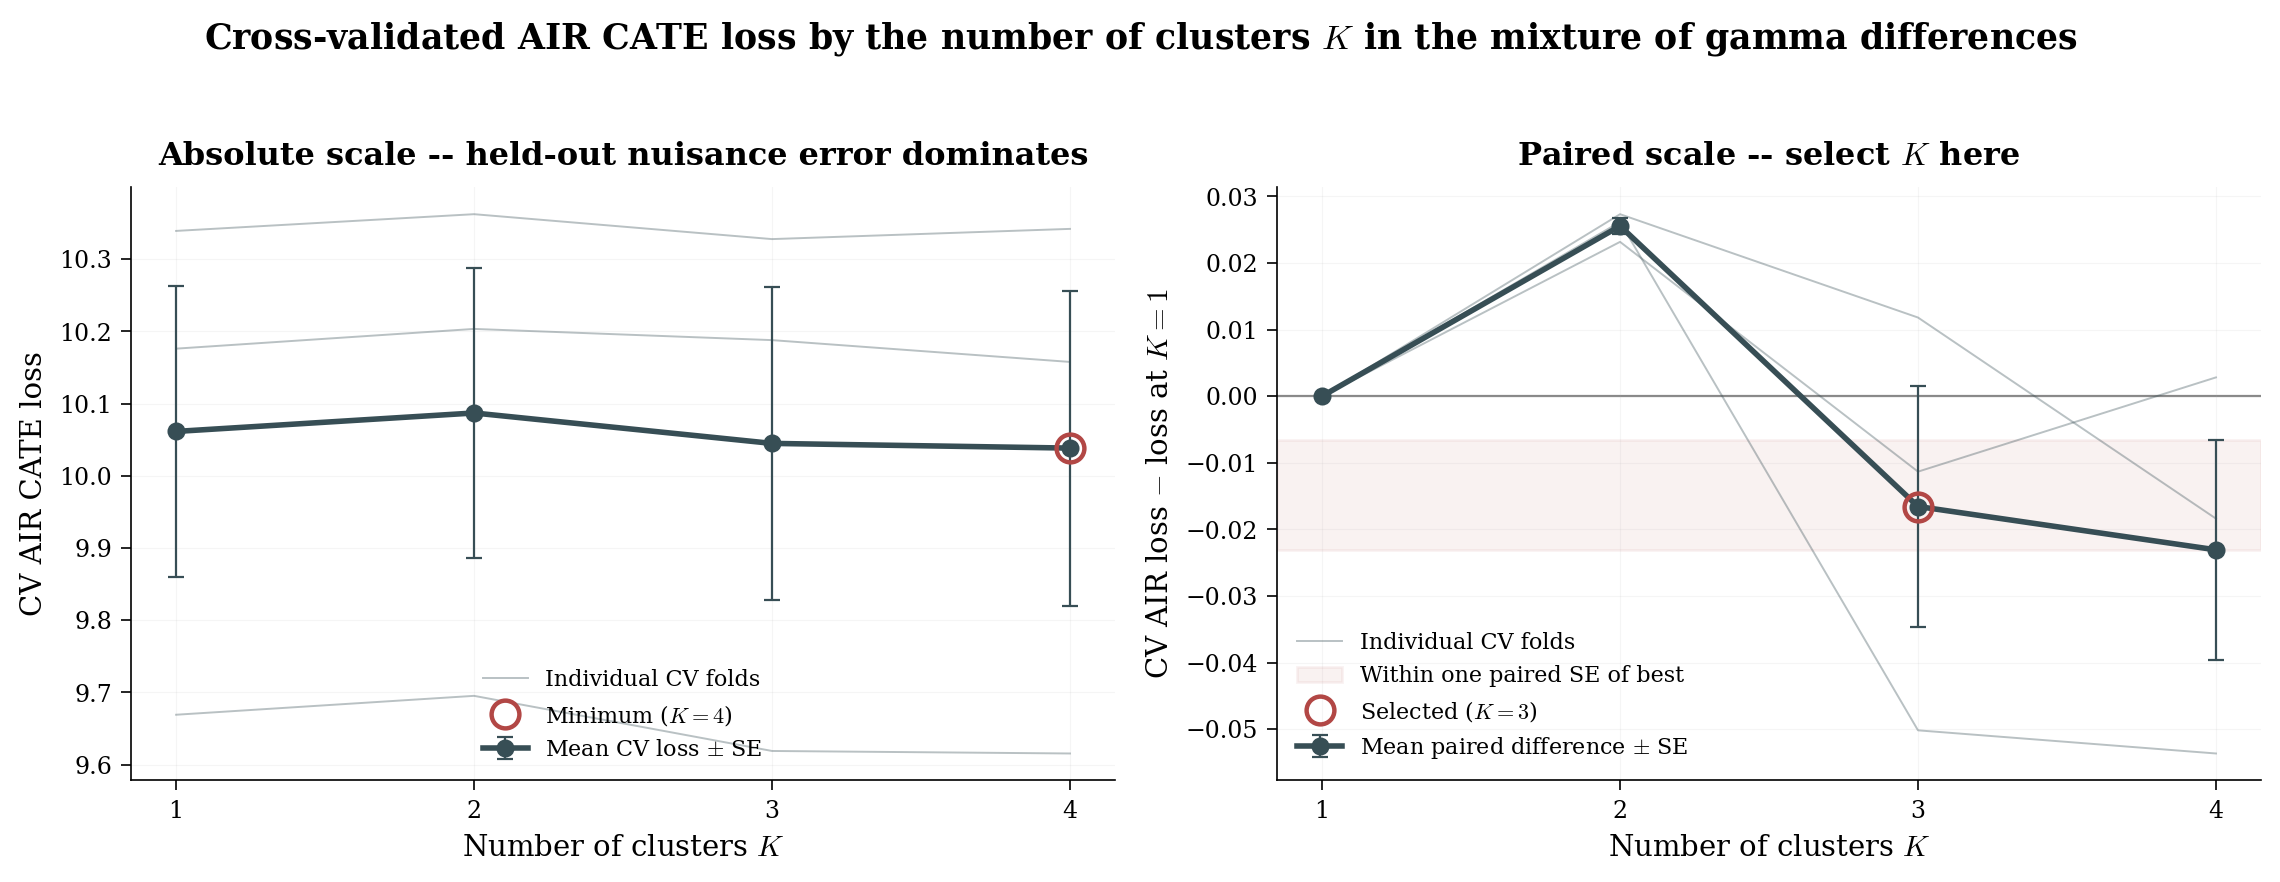 Cross-validated AIR CATE loss by the number of clusters K in the mixture of gamma differences
Absolute scale -- held-out nuisance error dominates
CV AIR CATE loss
10.3
10.2
10.1
10.0
9.9
9.8
9.7
9.6
Individual CV folds
Minimum (K = 4)
Mean CV loss ± SE
1
2
3
4
Number of clusters K
Paired scale -- select K here
CV AIR loss − loss at K = 1
0.03
0.02
0.01
0.00
−0.01
−0.02
−0.03
−0.04
−0.05
Individual CV folds
Within one paired SE of best
Selected (K = 3)
Mean paired difference ± SE
1
2
3
4
Number of clusters K